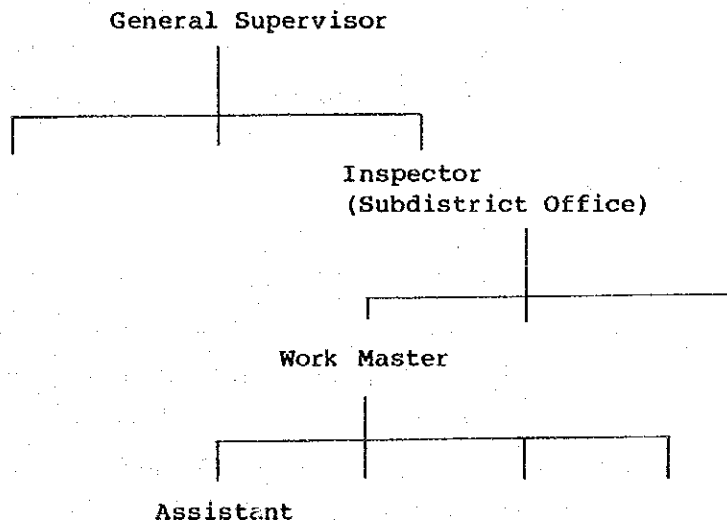 General Supervisor
Inspector
(Subdistrict Office)
Work Master
Assistant